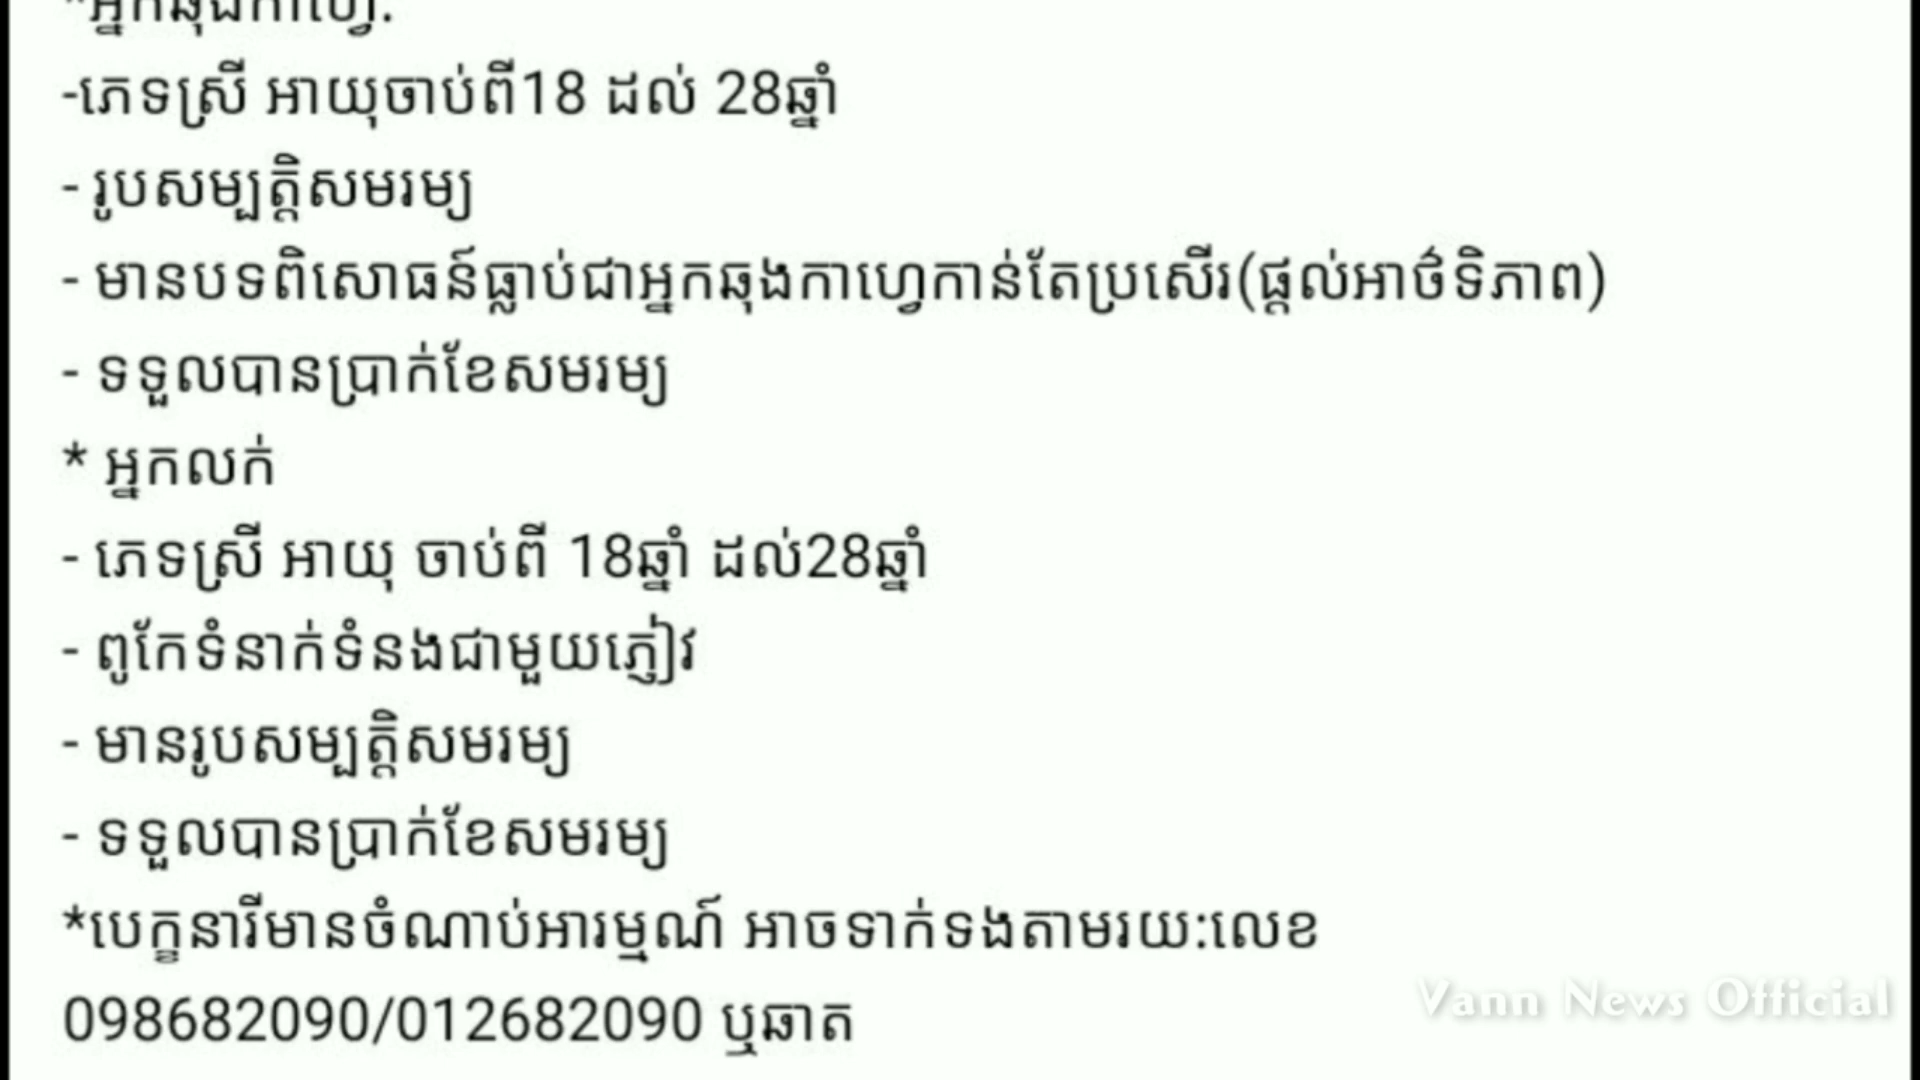 *អ្នកឆុងកាហ្វេ:
-ភេទស្រី អាយុចាប់ពី18 ដល់ 28ឆ្នាំ
- រូបសម្បត្តិសមរម្យ
- មានបទពិសោធន៍ធ្លាប់ជាអ្នកឆុងកាហ្វេកាន់តែប្រសើរ(ផ្តល់អាថ៌ទិភាព)
- ទទួលបានប្រាក់ខែសមរម្យ
* អ្នកលក់
- ភេទស្រី អាយុ ចាប់ពី 18ឆ្នាំ ដល់28ឆ្នាំ
- ពូកែទំនាក់ទំនងជាមួយភ្ញៀវ
- មានរូបសម្បត្តិសមរម្យ
- ទទួលបានប្រាក់ខែសមរម្យ
*បេក្ខនារីមានចំណាប់អារម្មណ៍ អាចទាក់ទងតាមរយ:លេខ
098682090/012682090 ឬឆាត
Vann News Official